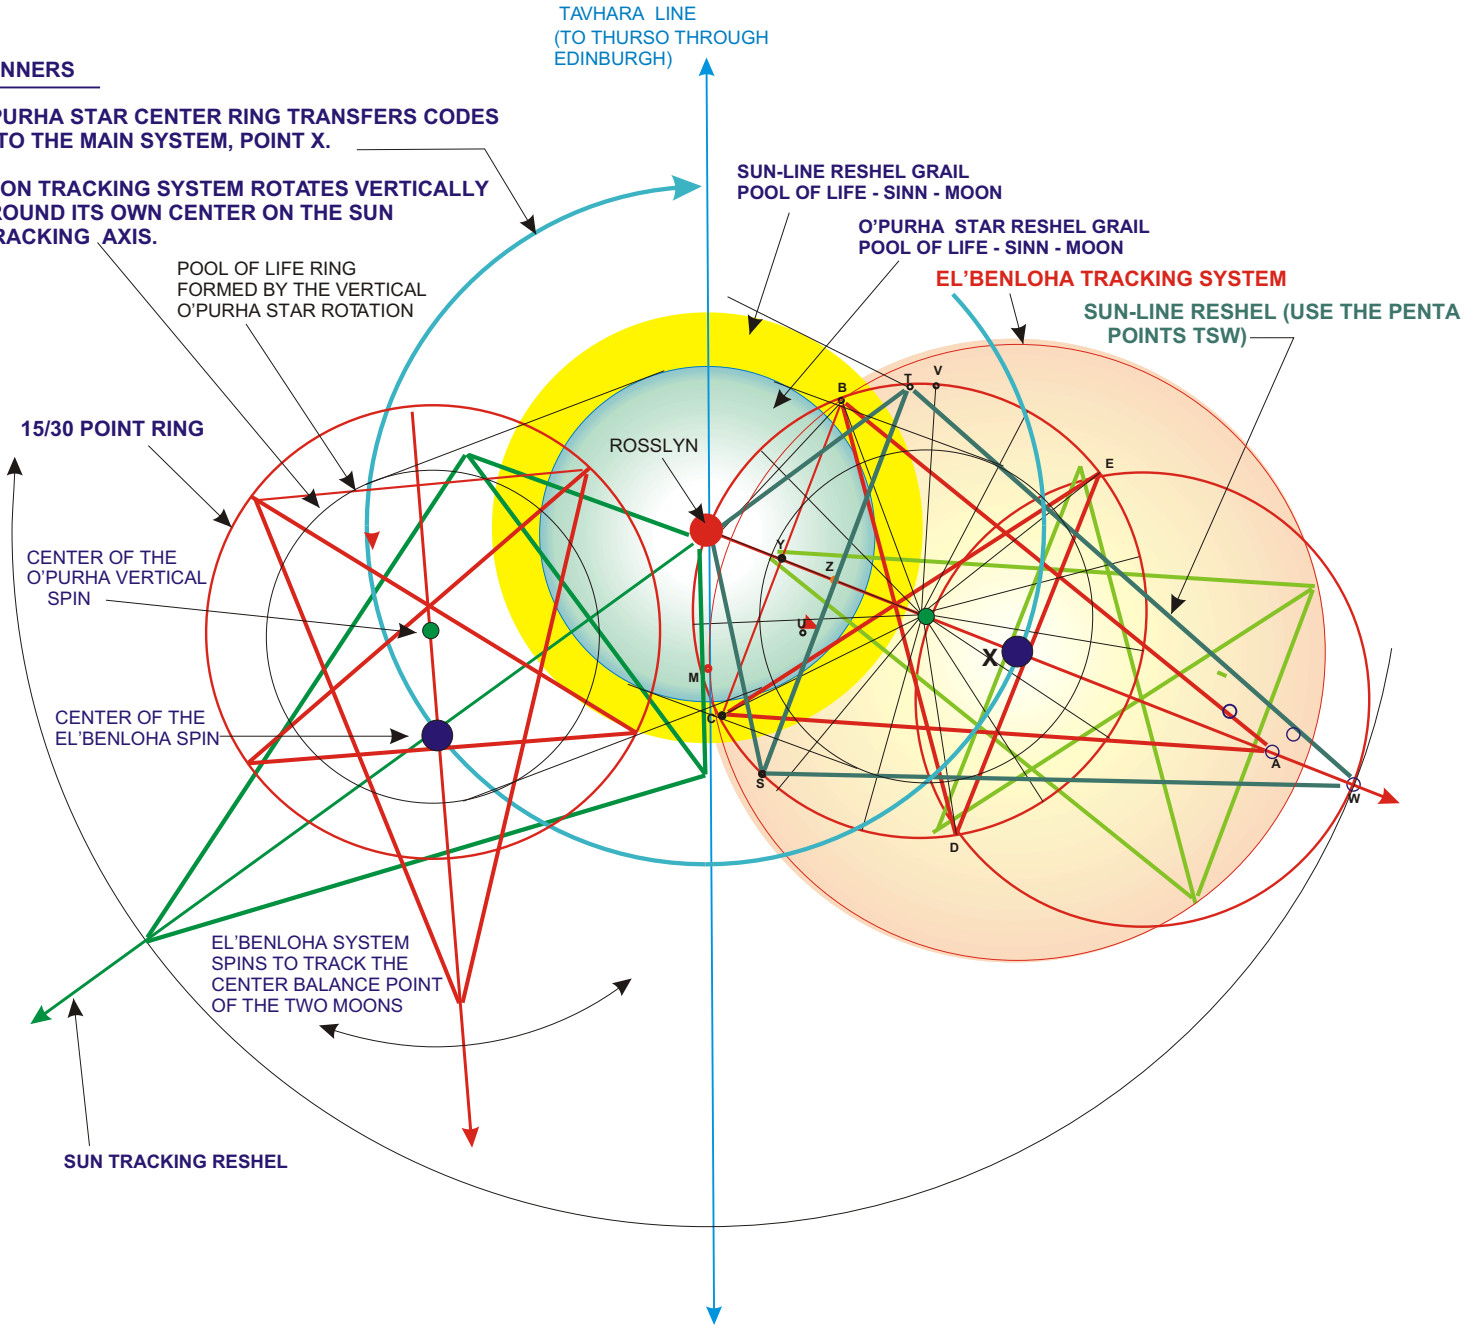 TAVHARA LINE
(TO THURSO THROUGH
EDINBURGH)
NNERS
PURHA STAR CENTER RING TRANSFERS CODES
TO THE MAIN SYSTEM, POINT X.
ON TRACKING SYSTEM ROTATES VERTICALLY
ROUND ITS OWN CENTER ON THE SUN
RACKING AXIS.
POOL OF LIFE RING
FORMED BY THE VERTICAL
O'PURHA STAR ROTATION
SUN-LINE RESHEL GRAIL
POOL OF LIFE - SINN - MOON
O'PURHA STAR RESHEL GRAIL
POOL OF LIFE - SINN - MOON
EL'BENLOHA TRACKING SYSTEM
SUN-LINE RESHEL (USE THE PENTA
POINTS TSW)
15/30 POINT RING
ROSSLYN
CENTER OF THE
O'PURHA VERTICAL
SPIN
CENTER OF THE
EL'BENLOHA SPIN
B
T
V
E
Y
Z
U
X
M
C
S
A
W
D
EL'BENLOHA SYSTEM
SPINS TO TRACK THE
CENTER BALANCE POINT
OF THE TWO MOONS
SUN TRACKING RESHEL